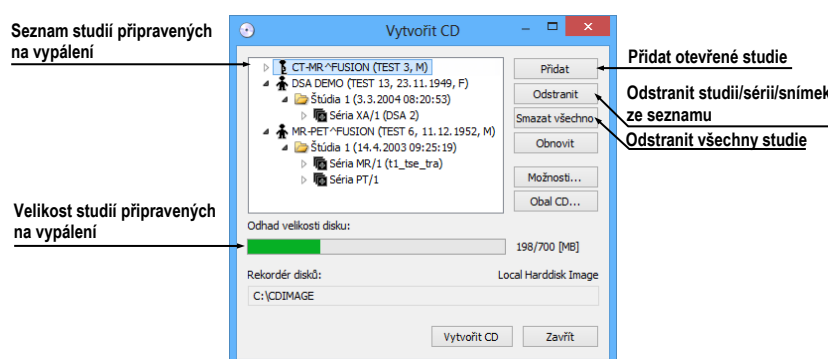 Seznam studií připravených
na vypálení
Vytvořit CD
CT-MR^FUSION (TEST 3, M)
DSA DEMO (TEST 13, 23.11.1949, F)
Štúdia 1 (3.3.2004 08:20:53)
Séria XA/1 (DSA 2)
MR-PET^FUSION (TEST 6, 11.12.1952, M)
Štúdia 1 (14.4.2003 09:25:19)
Séria MR/1 (t1_tse_tra)
Séria PT/1
Přidat
Odstranit
Smazat všechno
Obnovit
Možnosti...
Obal CD...
Přidat otevřené studie
Odstranit studii/sérii/snímek
ze seznamu
Odstranit všechny studie
Velikost studií připravených
na vypálení
Odhad velikosti disku:
198/700 [MB]
Rekordér disků:
Local Harddisk Image
C:\CDIMAGE
Vytvořit CD
Zavřít